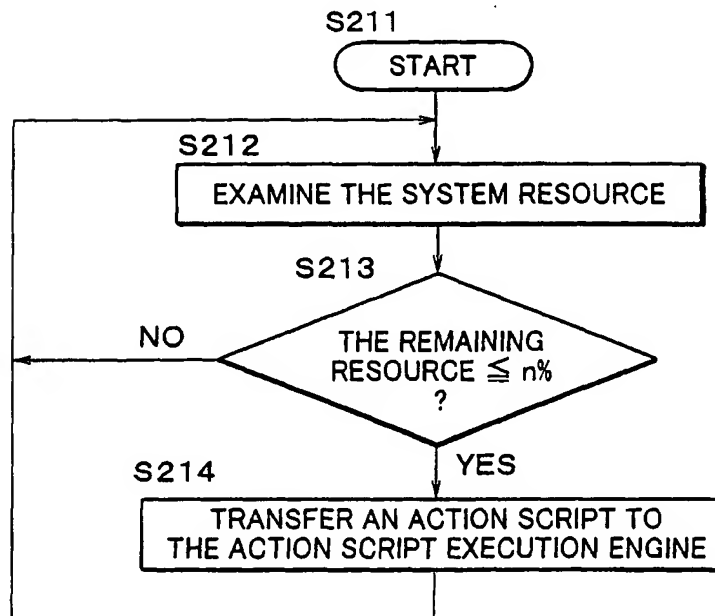 S211
START
S212
EXAMINE THE SYSTEM RESOURCE
S213
NO
THE REMAINING
RESOURCE ≦ n%
?
YES
S214
TRANSFER AN ACTION SCRIPT TO
THE ACTION SCRIPT EXECUTION ENGINE